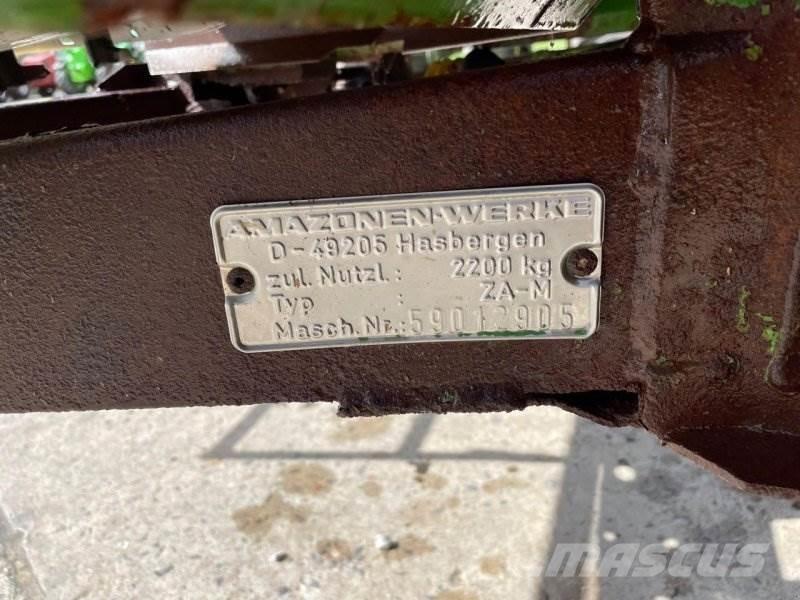 AMAZONEN-WERKE
D-49205 Hasbergen
zul. Nutzl.: 2200 kg
Typ : ZA-M
Masch.Nr.: 59012905
MASCUS